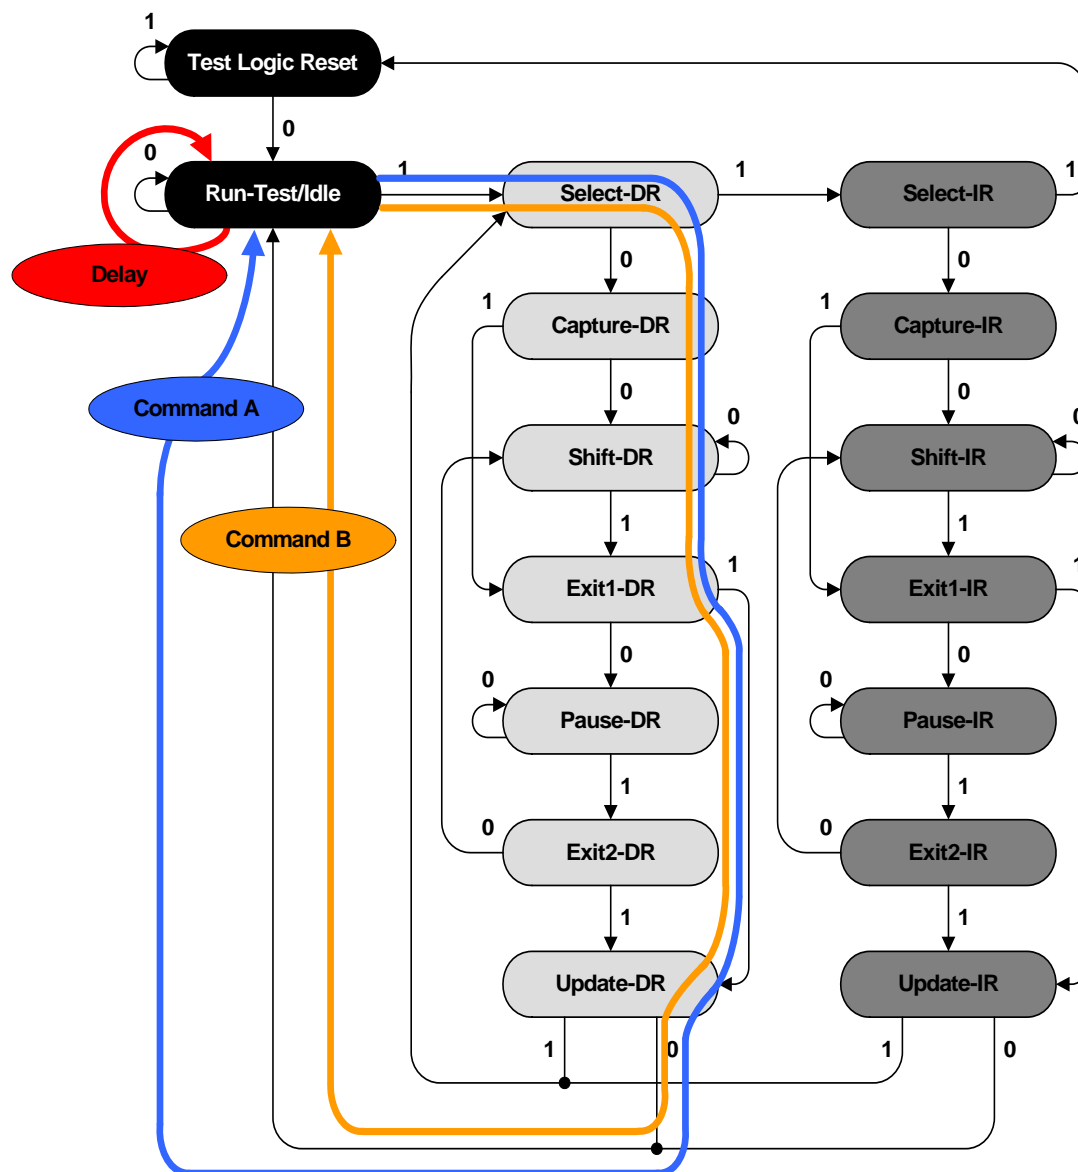 1
Test Logic Reset
0
0
Run-Test/Idle
1
Select-DR
1
Select-IR
1
Delay
0
0
1
Capture-DR
1
Capture-IR
0
0
Command A
0
0
Shift-DR
Shift-IR
1
1
Command B
Exit1-DR
1
Exit1-IR
1
0
0
0
0
Pause-DR
Pause-IR
1
1
0
0
Exit2-DR
Exit2-IR
1
1
Update-DR
Update-IR
1
0
1
0